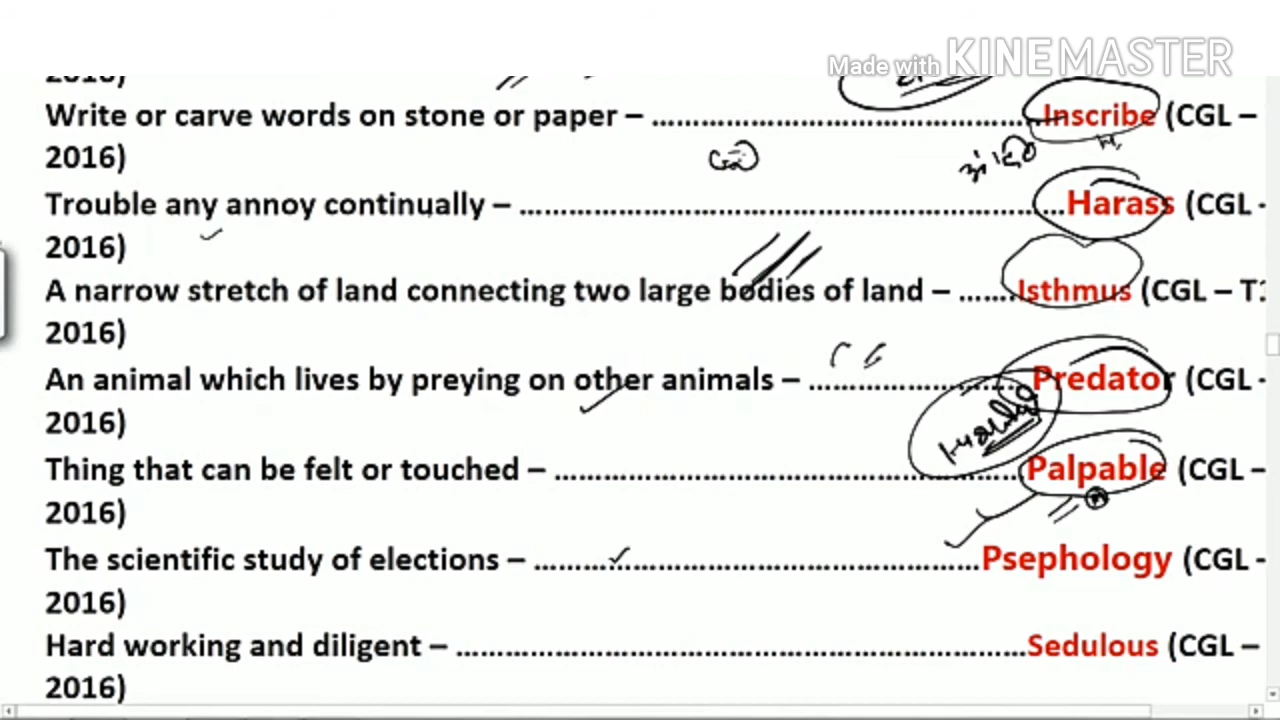 Made with KINEMASTER
2016)
Write or carve words on stone or paper – ……………………………………Inscribe (CGL –
2016)
Trouble any annoy continually – ……………………………………………………Harass (CGL -
2016)
A narrow stretch of land connecting two large bodies of land – …….Isthmus (CGL – T1
2016)
An animal which lives by preying on other animals – ……………………Predator (CGL -
2016)
Thing that can be felt or touched – ……………………………………………Palpable (CGL –
2016)
The scientific study of elections – …………………………………………Psephology (CGL -
2016)
Hard working and diligent – ……………………………………………………Sedulous (CGL –
2016)